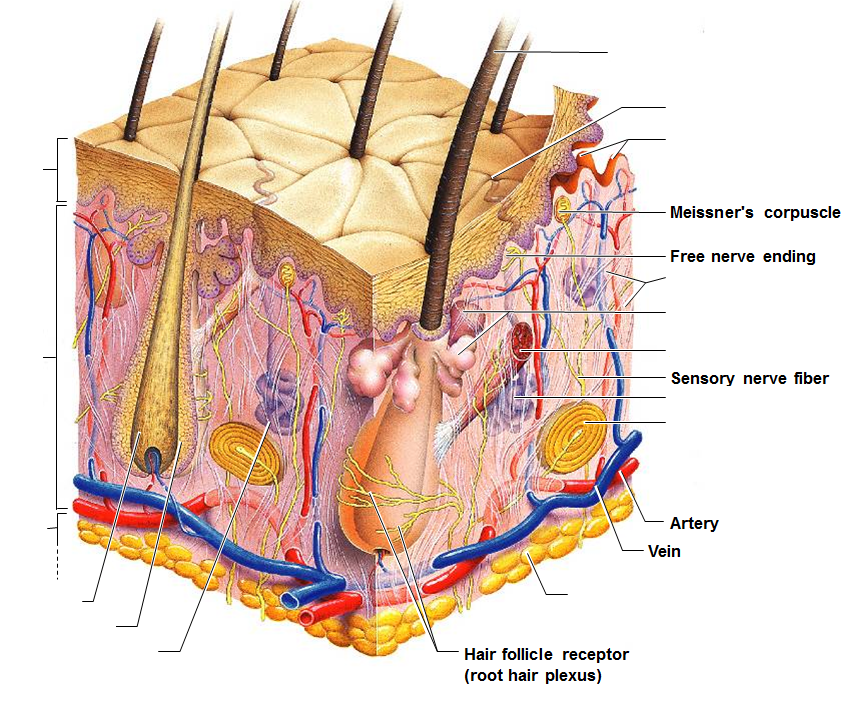 Meissner's corpuscle
Free nerve ending
Sensory nerve fiber
Artery
Vein
Hair follicle receptor
(root hair plexus)